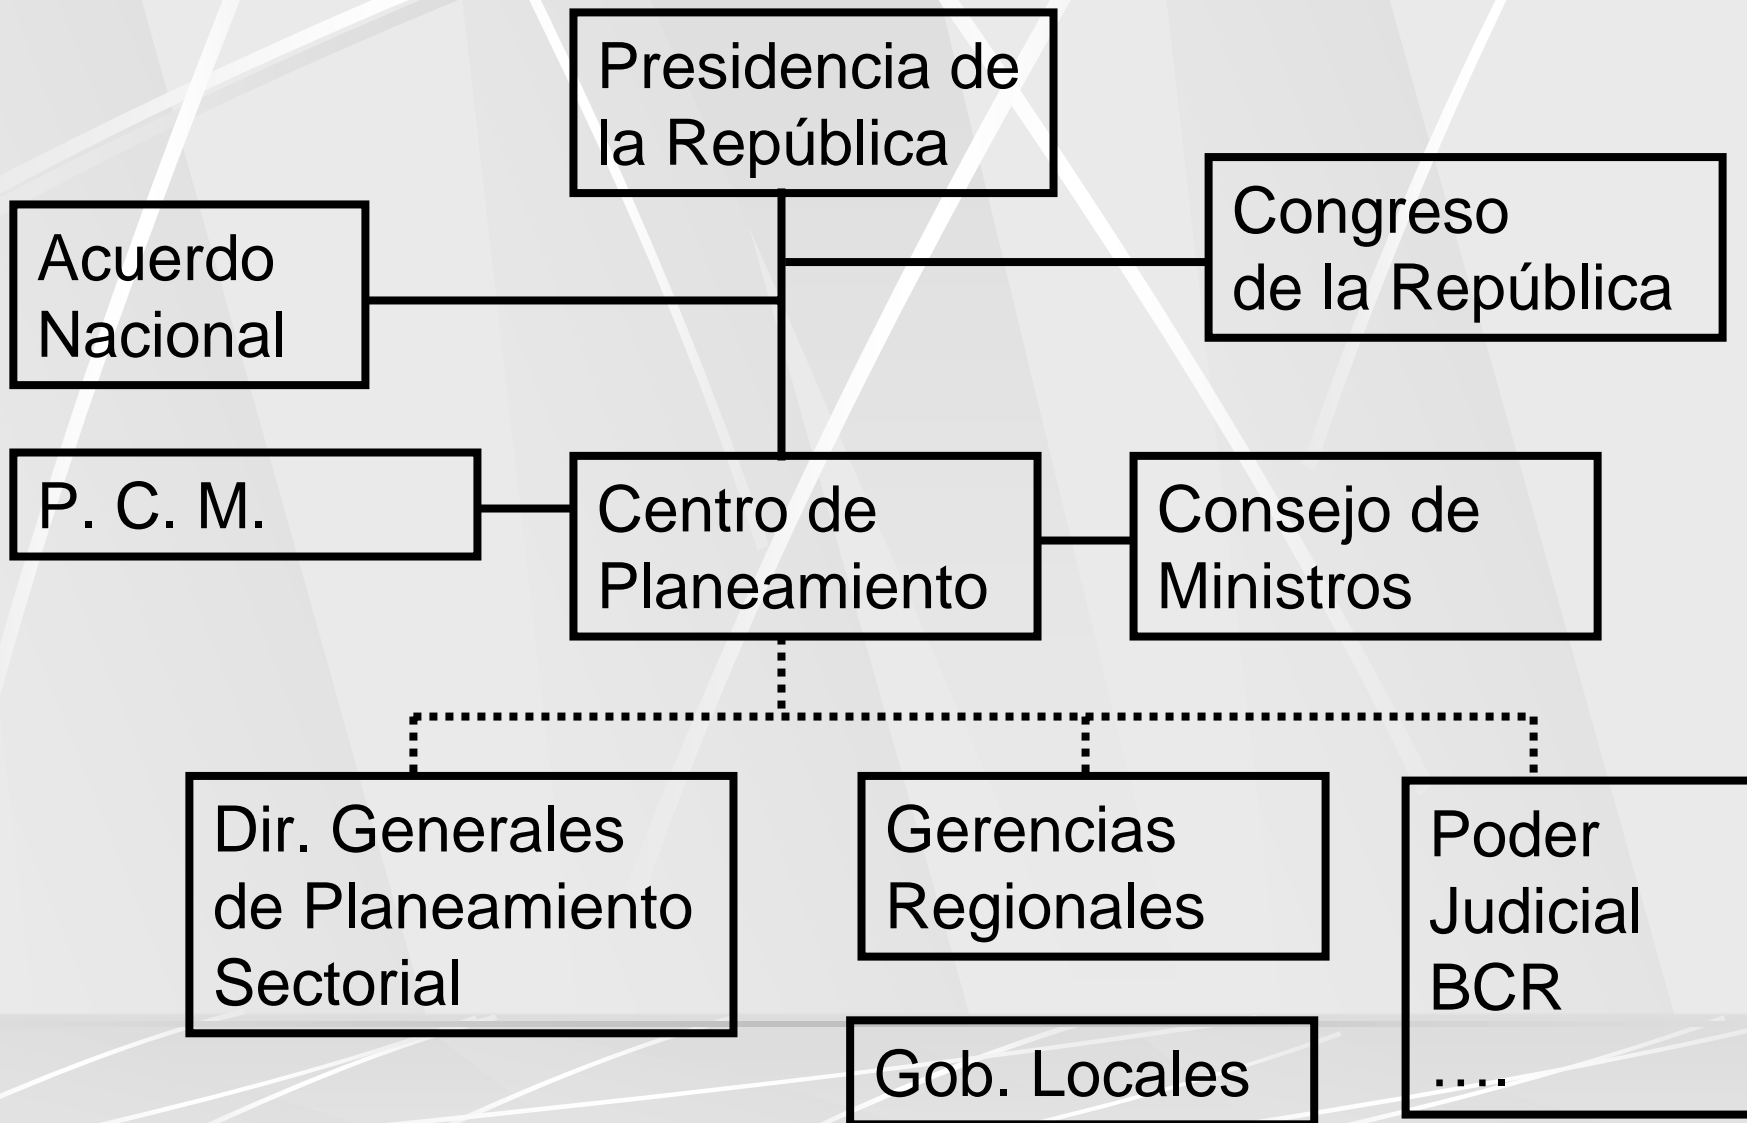 Presidencia de
la República
Congreso
de la República
Acuerdo
Nacional
P. C. M.
Centro de
Planeamiento
Consejo de
Ministros
Dir. Generales
de Planeamiento
Sectorial
Gerencias
Regionales
Poder
Judicial
BCR
….
Gob. Locales